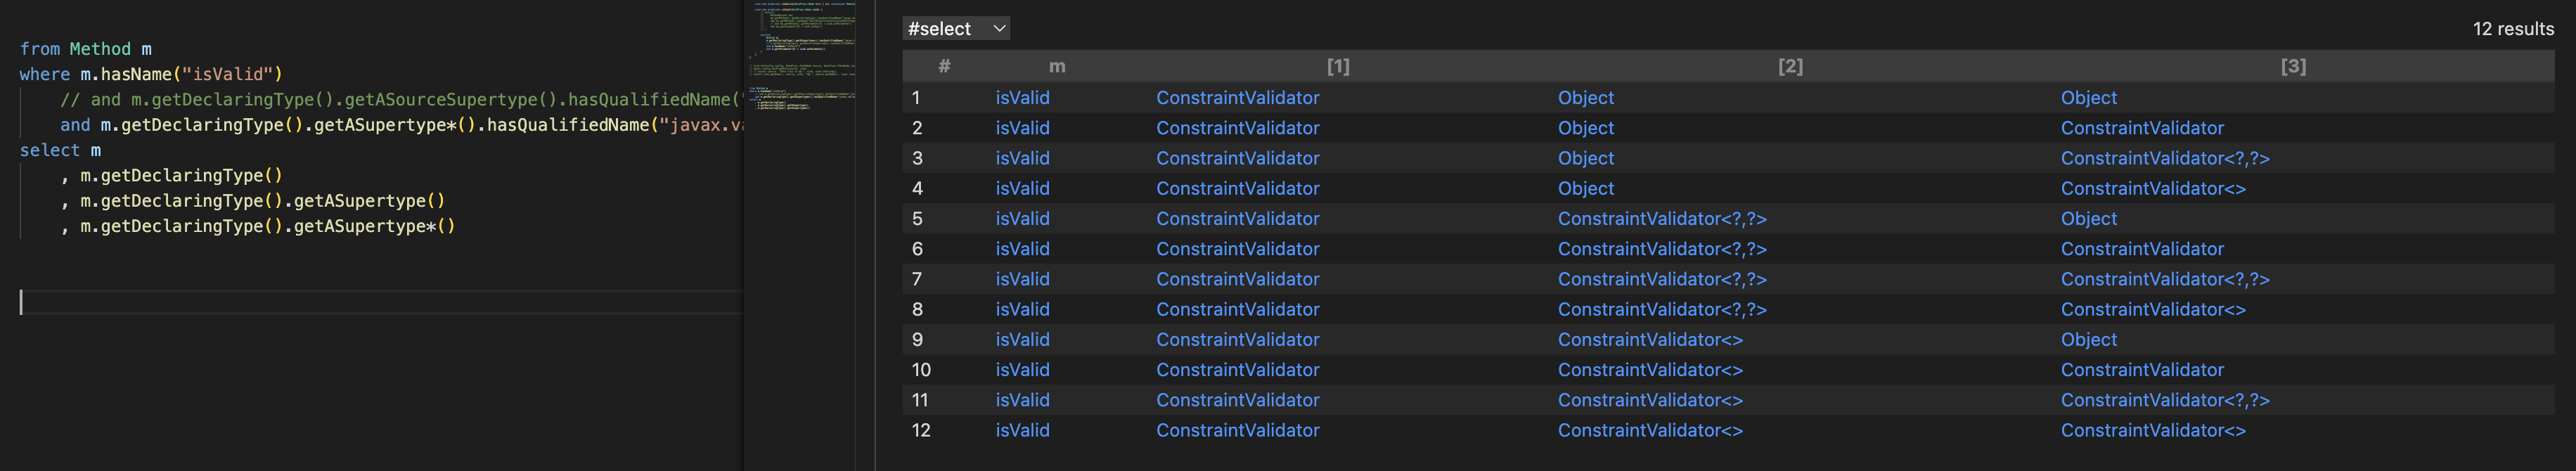 from Method m
where m.hasName("isValid")
// and m.getDeclaringType().getASourceSupertype().hasQualifiedName("
and m.getDeclaringType().getASupertype*().hasQualifiedName("javax.va
select m
, m.getDeclaringType()
, m.getDeclaringType().getASupertype()
, m.getDeclaringType().getASupertype*()
#select
12 results
# m [1] [2] [3]
1 isValid ConstraintValidator Object Object
2 isValid ConstraintValidator Object ConstraintValidator
3 isValid ConstraintValidator Object ConstraintValidator<?,?>
4 isValid ConstraintValidator Object ConstraintValidator<>
5 isValid ConstraintValidator ConstraintValidator<?,?> Object
6 isValid ConstraintValidator ConstraintValidator<?,?> ConstraintValidator
7 isValid ConstraintValidator ConstraintValidator<?,?> ConstraintValidator<?,?>
8 isValid ConstraintValidator ConstraintValidator<?,?> ConstraintValidator<>
9 isValid ConstraintValidator ConstraintValidator<> Object
10 isValid ConstraintValidator ConstraintValidator<> ConstraintValidator
11 isValid ConstraintValidator ConstraintValidator<> ConstraintValidator<?,?>
12 isValid ConstraintValidator ConstraintValidator<> ConstraintValidator<>